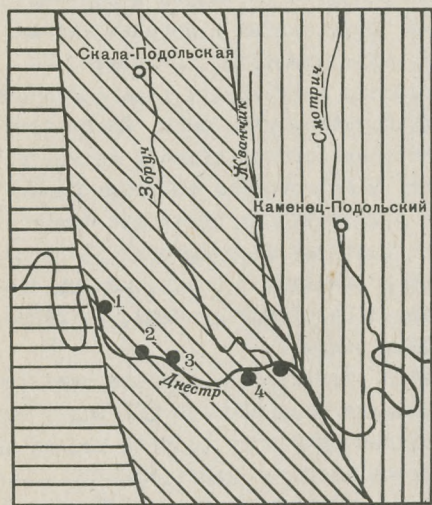 Скала-Подольская
Збруч
Жванчик
Смотрич
Каменец-Подольский
1
2
3
Днестр
4